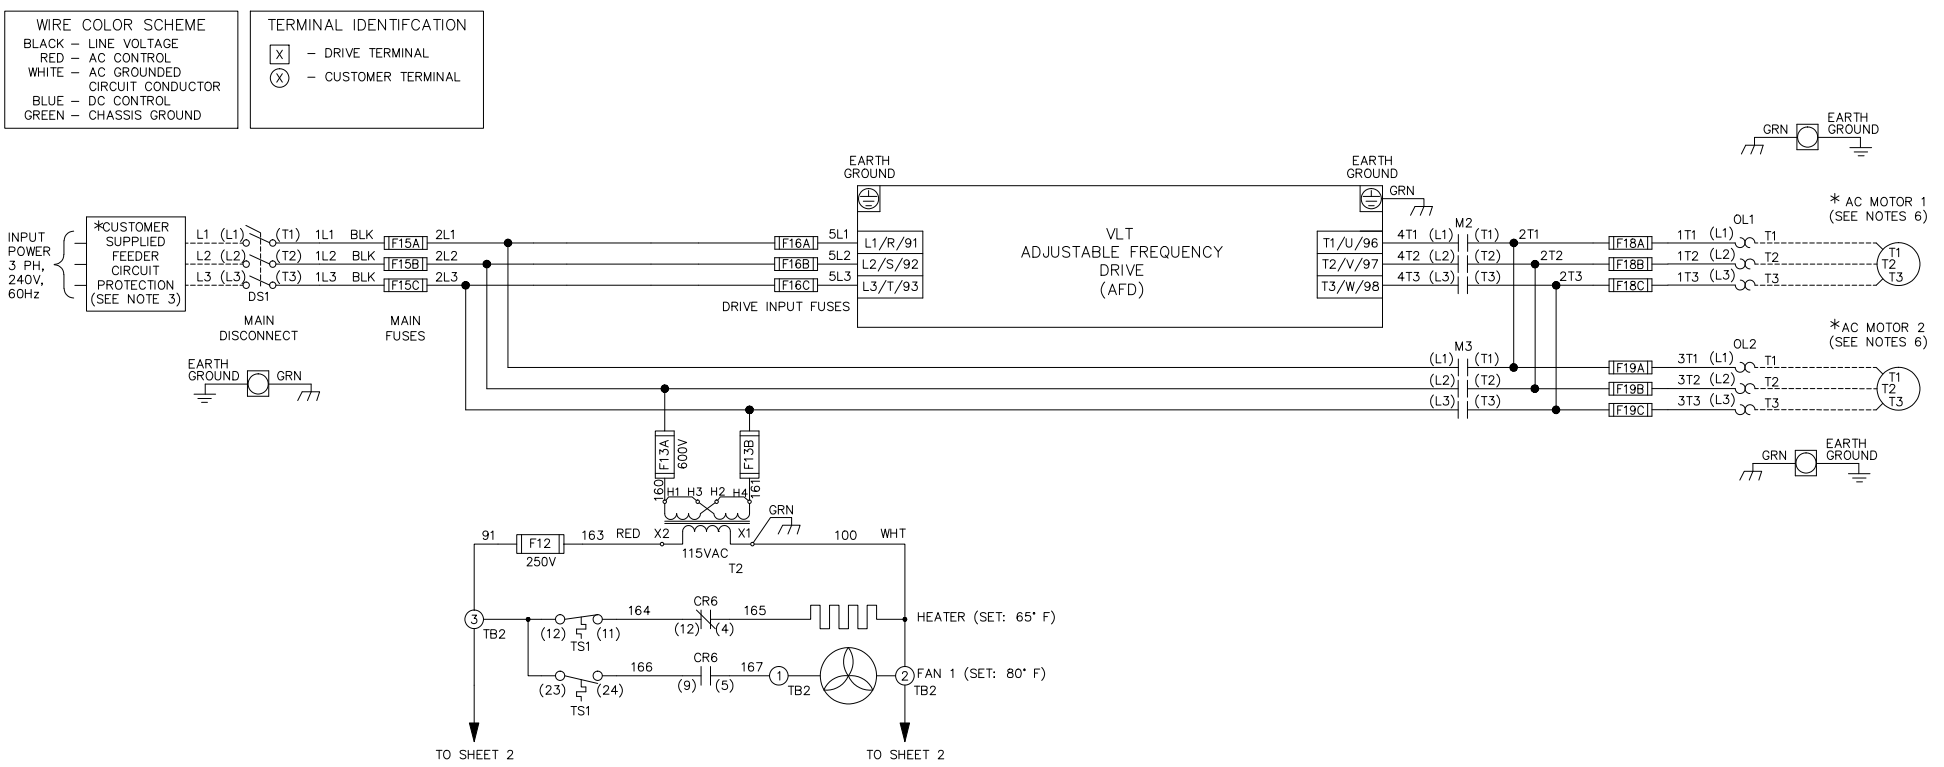 WIRE COLOR SCHEME
BLACK – LINE VOLTAGE
RED – AC CONTROL
WHITE – AC GROUNDED
CIRCUIT CONDUCTOR
BLUE – DC CONTROL
GREEN – CHASSIS GROUND
TERMINAL IDENTIFCATION
X – DRIVE TERMINAL
X – CUSTOMER TERMINAL
INPUT
POWER
3 PH,
240V,
60Hz
*CUSTOMER
SUPPLIED
FEEDER
CIRCUIT
PROTECTION
(SEE NOTE 3)
L1 (L1) (T1) 1L1 BLK F15A 2L1
L2 (L2) (T2) 1L2 BLK F15B 2L2
L3 (L3) (T3) 1L3 BLK F15C 2L3
DS1
MAIN
DISCONNECT
MAIN
FUSES
EARTH
GROUND
GRN
F16A 5L1 L1/R/91
F16B 5L2 L2/S/92
F16C 5L3 L3/T/93
DRIVE INPUT FUSES
EARTH
GROUND
VLT
ADJUSTABLE FREQUENCY
DRIVE
(AFD)
EARTH
GROUND
GRN
M2
T1/U/96 4T1 (L1) (T1) 2T1 F18A 1T1 (L1) T1
T2/V/97 4T2 (L2) (T2) 2T2 F18B 1T2 (L2) T2
T3/W/98 4T3 (L3) (T3) 2T3 F18C 1T3 (L3) T3
OL1
GRN
EARTH
GROUND
* AC MOTOR 1
(SEE NOTES 6)
T1
T2
T3
M3
(L1) (T1) F19A 3T1 (L1) T1
(L2) (T2) F19B 3T2 (L2) T2
(L3) (T3) F19C 3T3 (L3) T3
OL2
*AC MOTOR 2
(SEE NOTES 6)
T1
T2
T3
GRN
EARTH
GROUND
F13A
600V
F13B
160
H1 H3 H2 H4
161
GRN
91 F12 163 RED X2 X1 100 WHT
250V
115VAC
T2
3
TB2
(12) (11)
TS1
164
CR6
(12) (4)
165
HEATER (SET: 65° F)
(23) (24)
TS1
166
CR6
(9) (5)
167
1
TB2
2
TB2
FAN 1 (SET: 80° F)
TO SHEET 2
TO SHEET 2